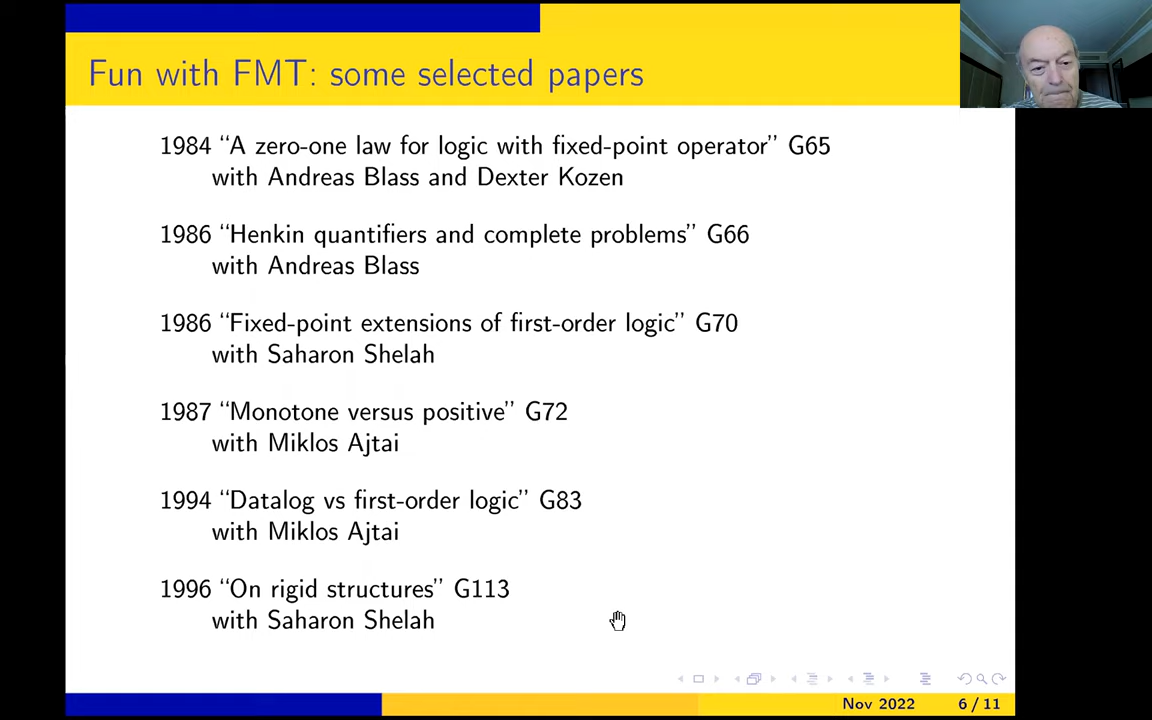 Fun with FMT: some selected papers
1984 “A zero-one law for logic with fixed-point operator” G65
with Andreas Blass and Dexter Kozen
1986 “Henkin quantifiers and complete problems” G66
with Andreas Blass
1986 “Fixed-point extensions of first-order logic” G70
with Saharon Shelah
1987 “Monotone versus positive” G72
with Miklos Ajtai
1994 “Datalog vs first-order logic” G83
with Miklos Ajtai
1996 “On rigid structures” G113
with Saharon Shelah
Nov 2022 6 / 11